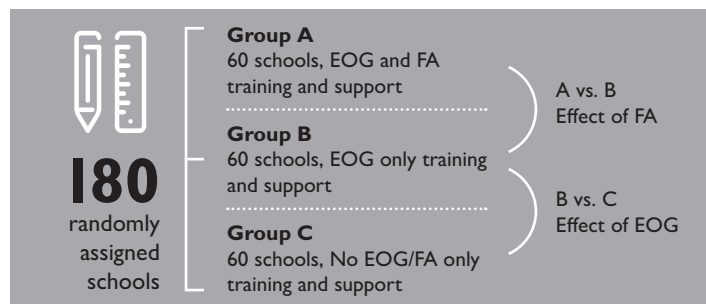 Group A
60 schools, EOG and FA
training and support
Group B
60 schools, EOG only training
and support
Group C
60 schools, No EOG/FA only
training and support
180
randomly
assigned
schools
A vs. B
Effect of FA
B vs. C
Effect of EOG